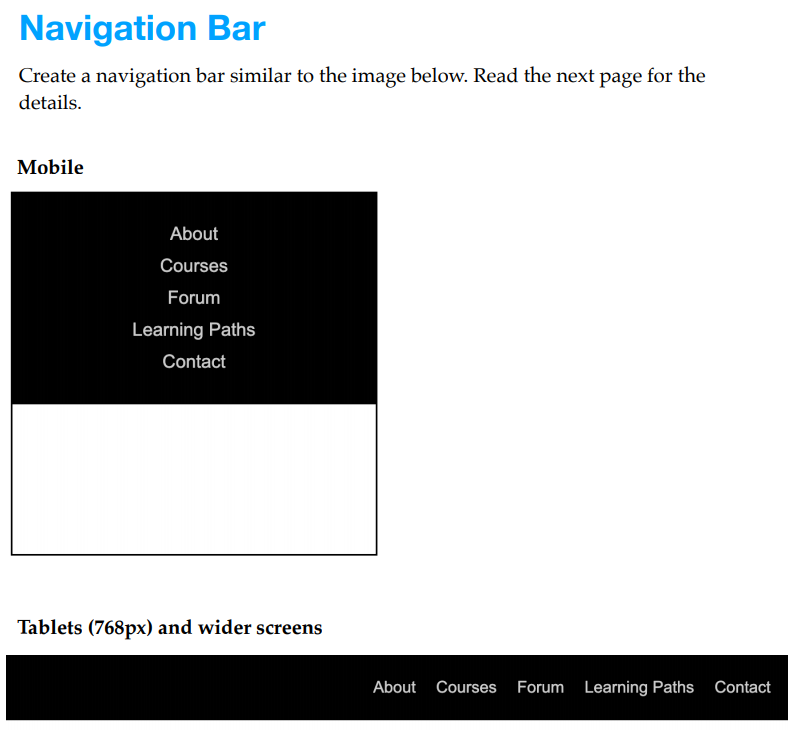 Navigation Bar
Create a navigation bar similar to the image below. Read the next page for the
details.
Mobile
About
Courses
Forum
Learning Paths
Contact
Tablets (768px) and wider screens
About Courses Forum Learning Paths Contact